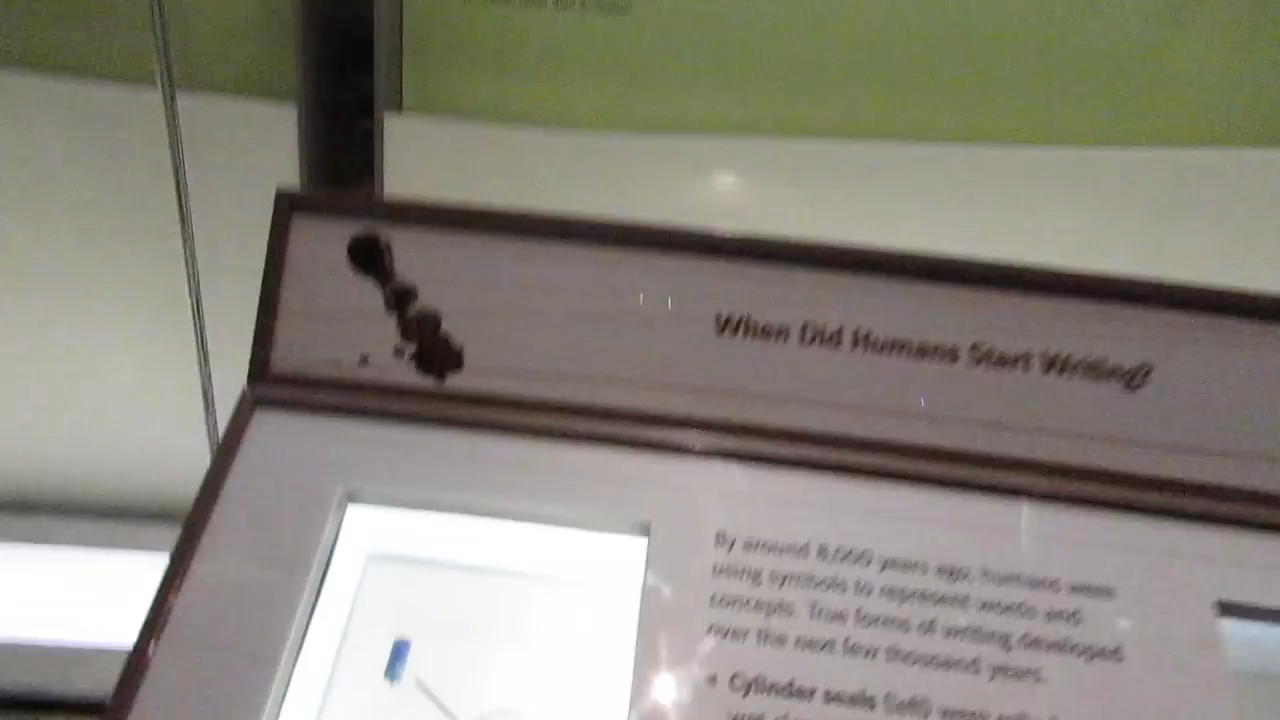 When Did Humans Start Writing?
By around 8,000 years ago, humans were
using symbols to represent words and
concepts. True forms of writing developed
over the next few thousand years.
• Cylinder seals (left) were